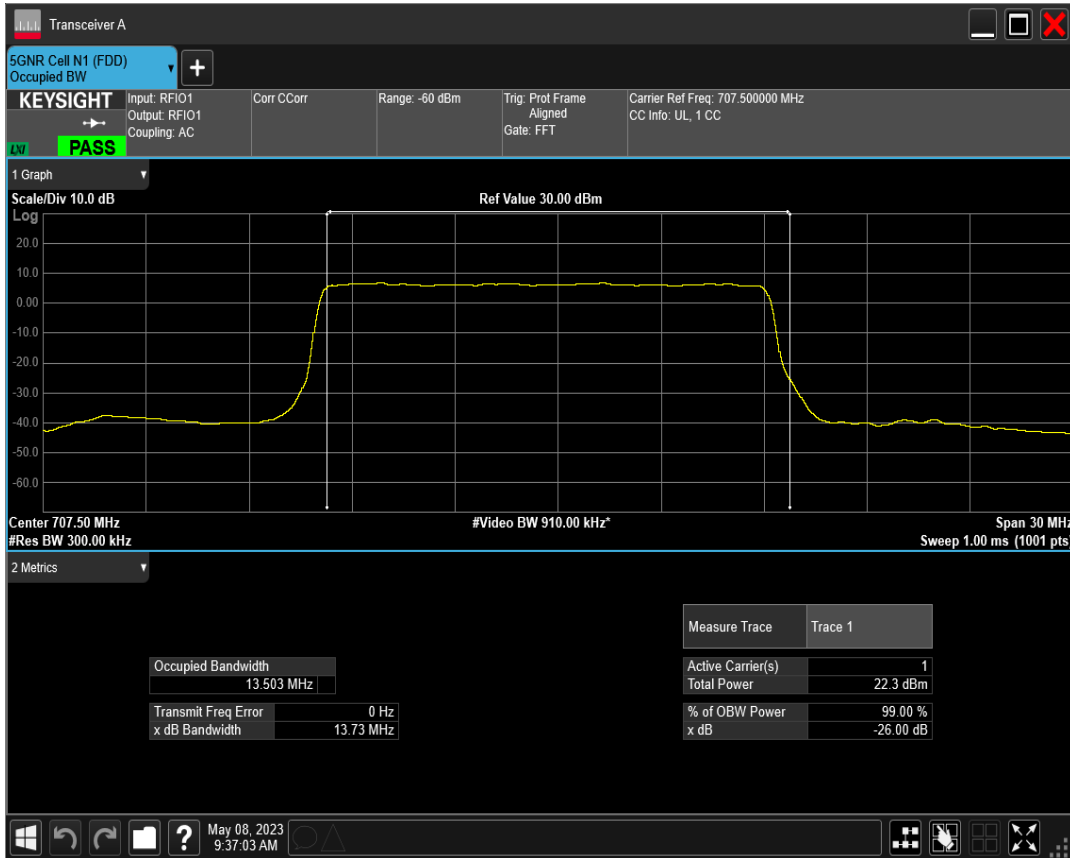 Transceiver A
5GNR Cell N1 (FDD)
Occupied BW
+
KEYSIGHT
LXI
PASS
Input: RFIO1
Output: RFIO1
Coupling: AC
Corr CCorr
Range: -60 dBm
Trig: Prot Frame
Aligned
Gate: FFT
Carrier Ref Freq: 707.500000 MHz
CC Info: UL, 1 CC
1 Graph
Scale/Div 10.0 dB
Ref Value 30.00 dBm
Log
20.0
10.0
0.00
-10.0
-20.0
-30.0
-40.0
-50.0
-60.0
Center 707.50 MHz
#Video BW 910.00 kHz*
Span 30 MHz
#Res BW 300.00 kHz
Sweep 1.00 ms (1001 pts)
2 Metrics
Measure Trace Trace 1
Occupied Bandwidth
13.503 MHz
Active Carrier(s) 1
Total Power 22.3 dBm
Transmit Freq Error 0 Hz
x dB Bandwidth 13.73 MHz
% of OBW Power 99.00 %
x dB -26.00 dB
?
May 08, 2023
9:37:03 AM